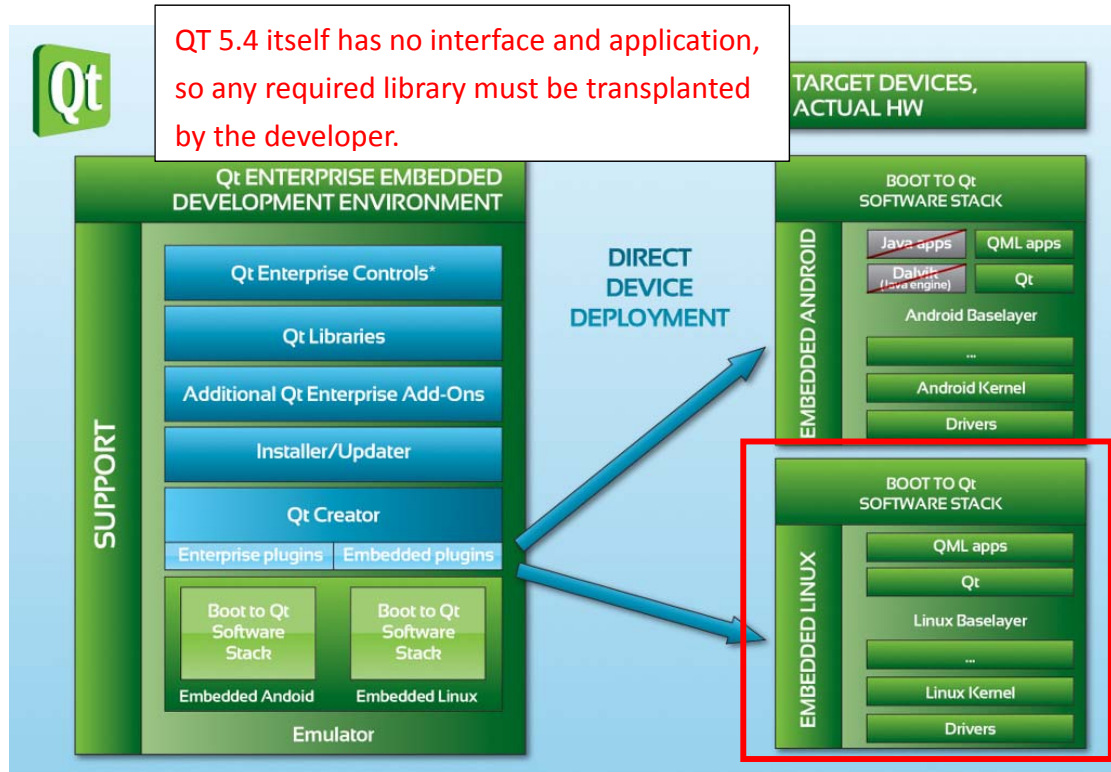 Qt
QT 5.4 itself has no interface and application,
so any required library must be transplanted
by the developer.
TARGET DEVICES,
ACTUAL HW
Qt ENTERPRISE EMBEDDED
DEVELOPMENT ENVIRONMENT
SUPPORT
Qt Enterprise Controls*
Qt Libraries
Additional Qt Enterprise Add-Ons
Installer/Updater
Qt Creator
Enterprise plugins
Embedded plugins
Boot to Qt
Software
Stack
Embedded Andoid
Boot to Qt
Software
Stack
Embedded Linux
Emulator
DIRECT
DEVICE
DEPLOYMENT
BOOT TO Qt
SOFTWARE STACK
EMBEDDED ANDROID
Java apps
QML apps
Dalvik
(Java engine)
Qt
Android Baselayer
...
Android Kernel
Drivers
BOOT TO Qt
SOFTWARE STACK
EMBEDDED LINUX
QML apps
Qt
Linux Baselayer
...
Linux Kernel
Drivers